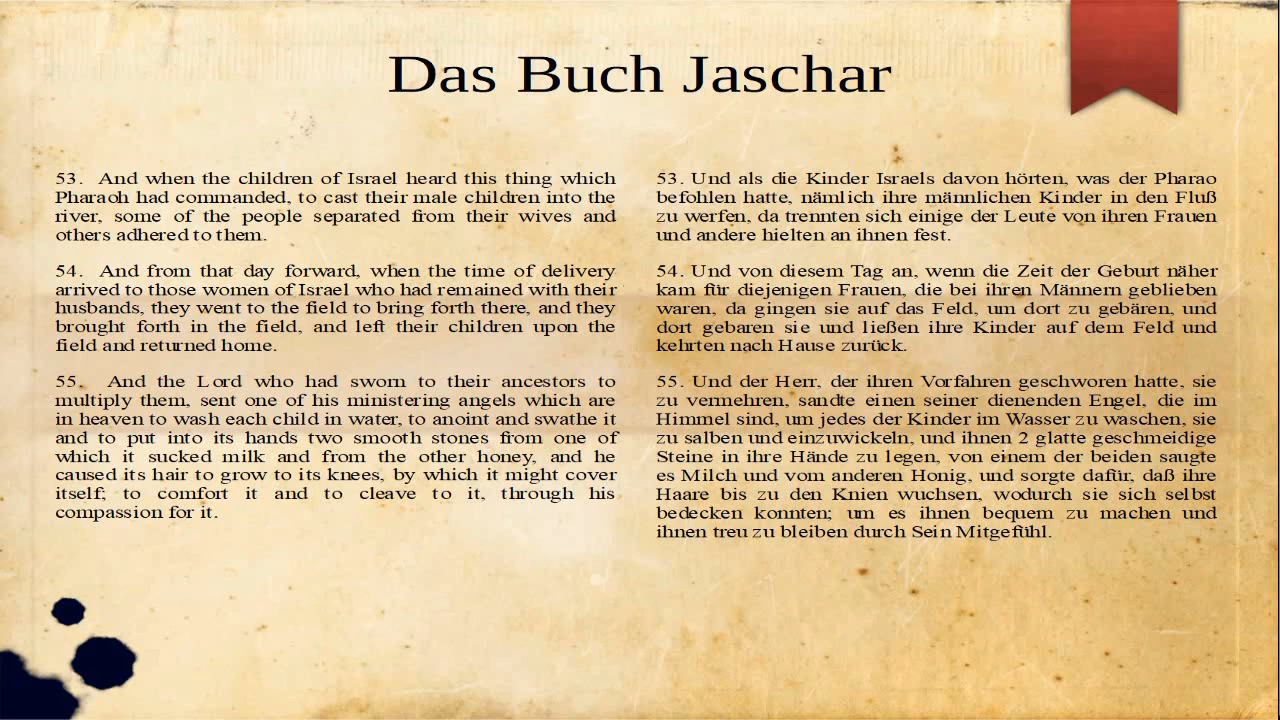 Das Buch Jaschar
53. And when the children of Israel heard this thing which
Pharaoh had commanded, to cast their male children into the
river, some of the people separated from their wives and
others adhered to them.
54. And from that day forward, when the time of delivery
arrived to those women of Israel who had remained with their
husbands, they went to the field to bring forth there, and they
brought forth in the field, and left their children upon the
field and returned home.
55. And the Lord who had sworn to their ancestors to
multiply them, sent one of his ministering angels which are
in heaven to wash each child in water, to anoint and swathe it
and to put into its hands two smooth stones from one of
which it sucked milk and from the other honey, and he
caused its hair to grow to its knees, by which it might cover
itself; to comfort it and to cleave to it, through his
compassion for it.
53. Und als die Kinder Israels davon hörten, was der Pharao
befohlen hatte, nämlich ihre männlichen Kinder in den Fluß
zu werfen, da trennten sich einige der Leute von ihren Frauen
und andere hielten an ihnen fest.
54. Und von diesem Tag an, wenn die Zeit der Geburt näher
kam für diejenigen Frauen, die bei ihren Männern geblieben
waren, da gingen sie auf das Feld, um dort zu gebären, und
dort gebaren sie und ließen ihre Kinder auf dem Feld und
kehrten nach Hause zurück.
55. Und der Herr, der ihren Vorfahren geschworen hatte, sie
zu vermehren, sandte einen seiner dienenden Engel, die im
Himmel sind, um jedes der Kinder im Wasser zu waschen, sie
zu salben und einzuwickeln, und ihnen 2 glatte geschmeidige
Steine in ihre Hände zu legen, von einem der beiden saugte
es Milch und vom anderen Honig, und sorgte dafür, daß ihre
Haare bis zu den Knien wuchsen, wodurch sie sich selbst
bedecken konnten; um es ihnen bequem zu machen und
ihnen treu zu bleiben durch Sein Mitgefühl.